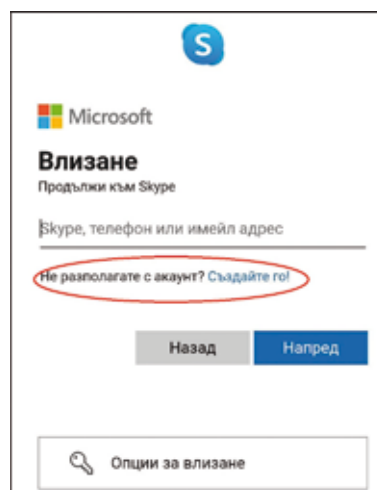 S
Microsoft
Влизане
Продължи към Skype
Skype, телефон или имейл адрес
Не разполагате с акаунт? Създайте го!
Назад
Напред
Опции за влизане